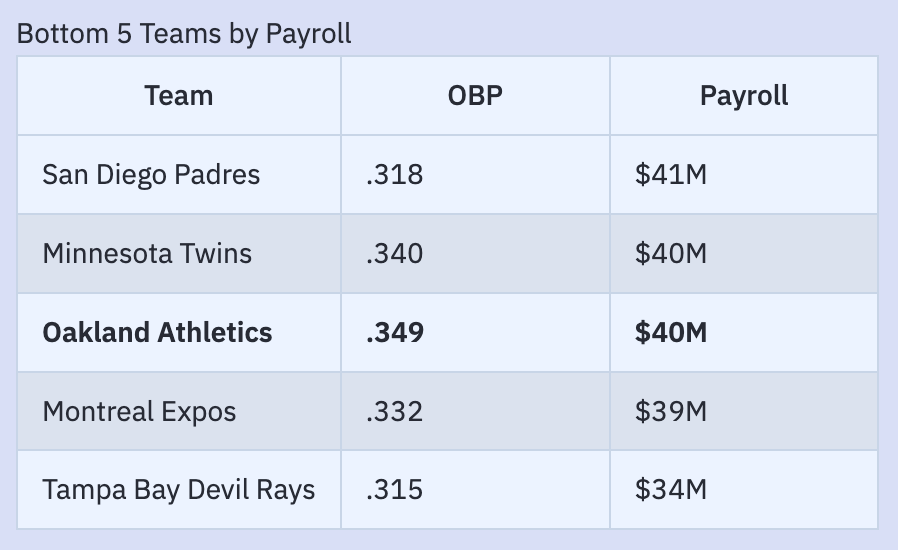 Bottom 5 Teams by Payroll
Team OBP Payroll
San Diego Padres .318 $41M
Minnesota Twins .340 $40M
Oakland Athletics .349 $40M
Montreal Expos .332 $39M
Tampa Bay Devil Rays .315 $34M